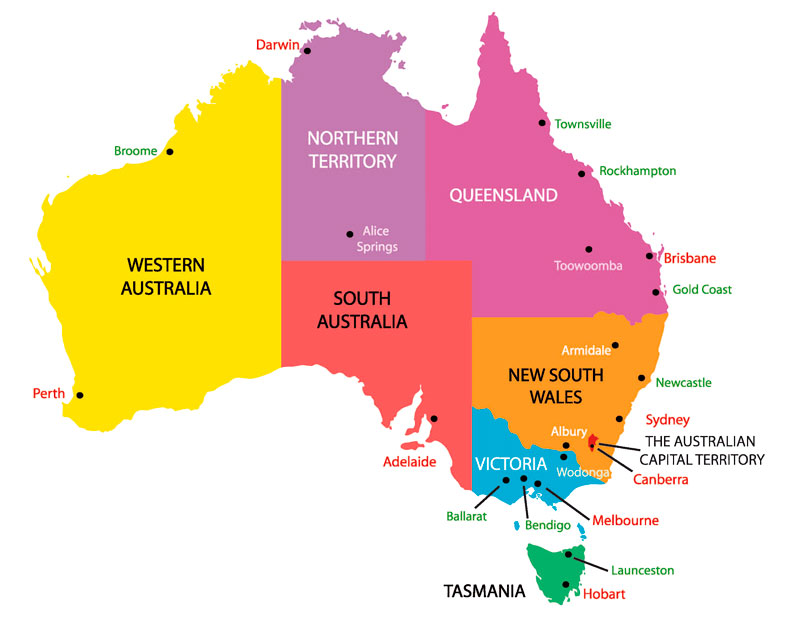 Darwin
NORTHERN
TERRITORY
Broome
Townsville
Rockhampton
QUEENSLAND
Alice
Springs
WESTERN
AUSTRALIA
Toowoomba
Brisbane
Gold Coast
SOUTH
AUSTRALIA
Armidale
NEW SOUTH
WALES
Newcastle
Perth
Sydney
Albury
THE AUSTRALIAN
CAPITAL TERRITORY
Adelaide
VICTORIA
Wodonga
Canberra
Ballarat
Bendigo
Melbourne
Launceston
TASMANIA
Hobart